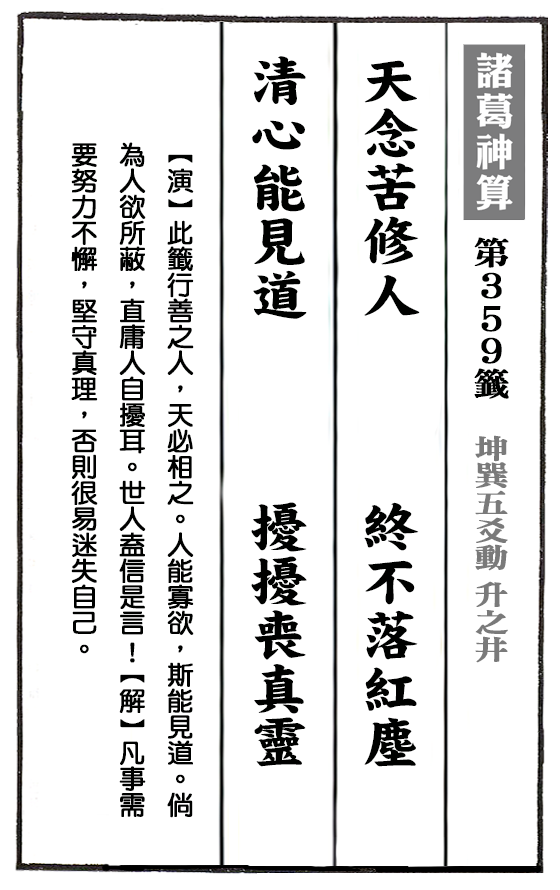 諸葛神算 第359籤 坤巽五爻動 升之井
天念苦修人 終不落紅塵
清心能見道 擾擾喪真靈
【演】此籤行善之人，天必相之。人能寡欲，斯能見道。倘
為人欲所蔽，直庸人自擾耳。世人盍信是言！【解】凡事需
要努力不懈，堅守真理，否則很易迷失自己。